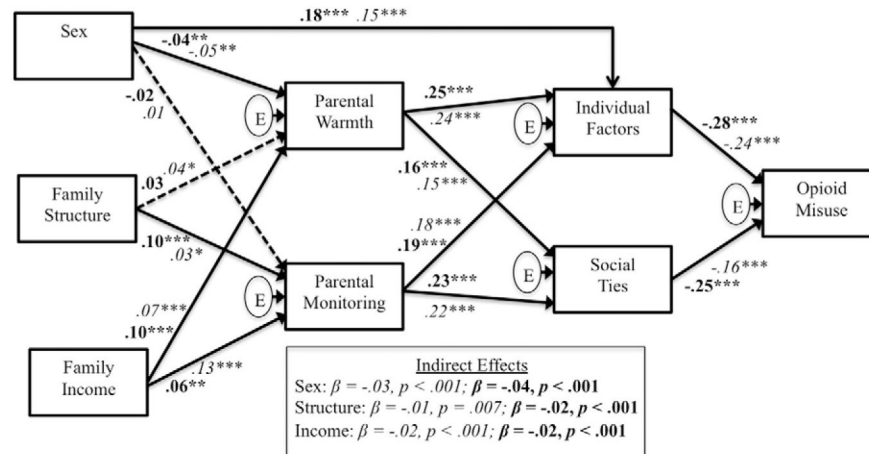 .18*** .15***
Sex
-.04**
-.05**
-.02
.01
E
Parental
Warmth
.25***
.24***
E
Individual
Factors
-.28***
-.24***
.04*
.03
Family
Structure
.16***
.15***
E
Opioid
Misuse
.10***
.03*
.18***
.19***
E
Parental
Monitoring
.23***
.22***
E
Social
Ties
-.16***
-.25***
.07***
.10***
Family
Income
.13***
.06**
Indirect Effects
Sex: β = -.03, p < .001; β = -.04, p < .001
Structure: β = -.01, p = .007; β = -.02, p < .001
Income: β = -.02, p < .001; β = -.02, p < .001